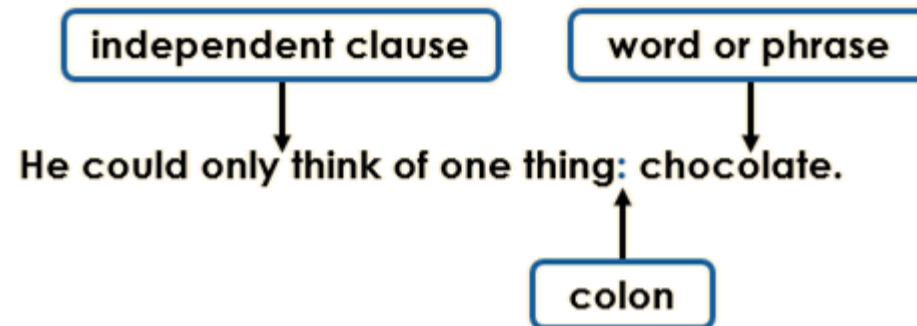 independent clause
word or phrase
He could only think of one thing: chocolate.
colon